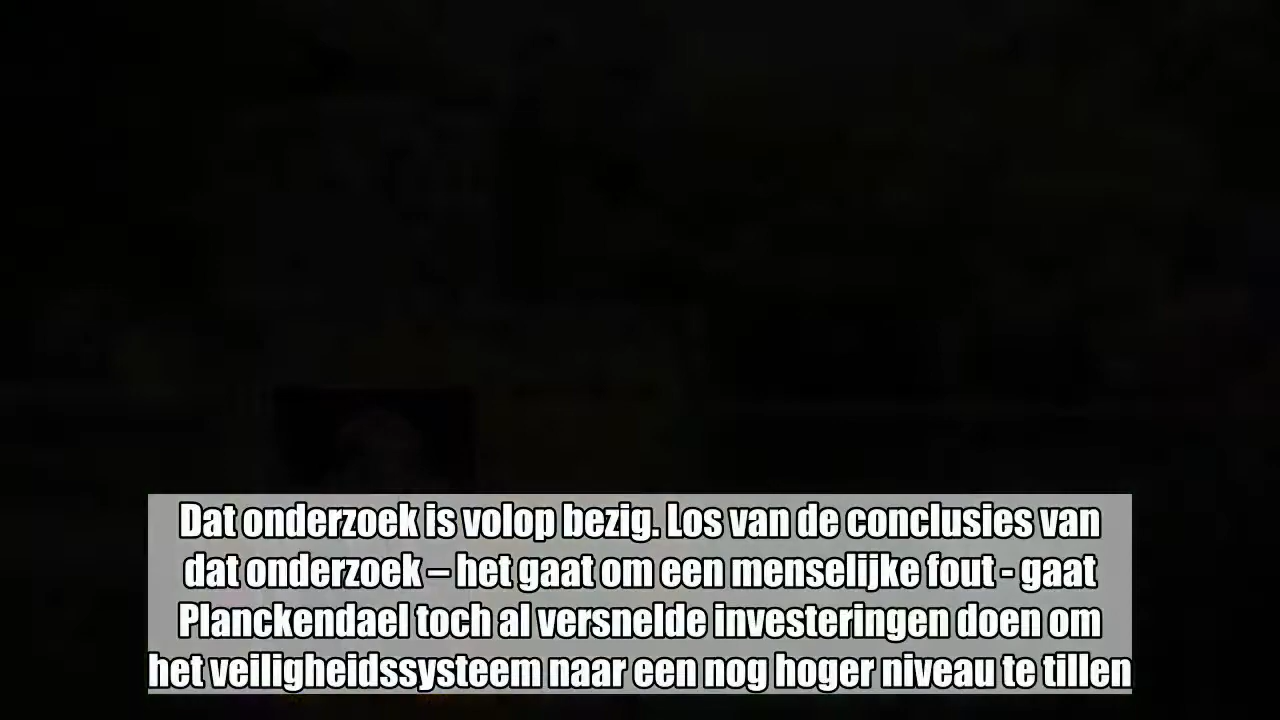 Dat onderzoek is volop bezig. Los van de conclusies van
dat onderzoek – het gaat om een menselijke fout - gaat
Planckendael toch al versnelde investeringen doen om
het veiligheidssysteem naar een nog hoger niveau te tillen